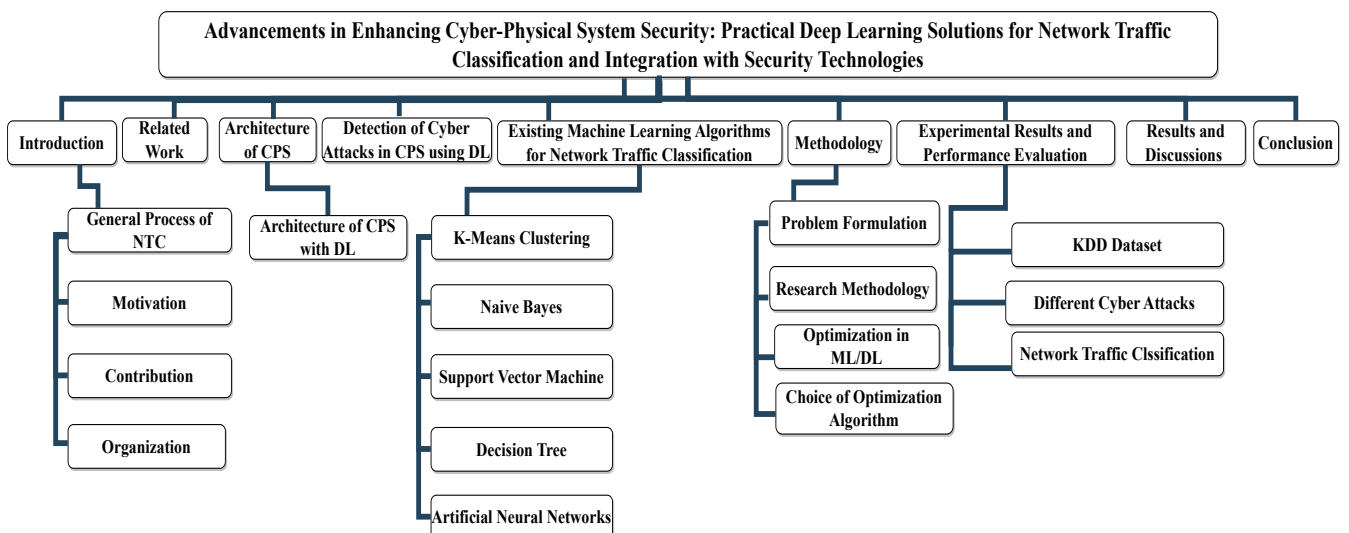 Advancements in Enhancing Cyber-Physical System Security: Practical Deep Learning Solutions for Network Traffic
Classification and Integration with Security Technologies
Introduction
Related
Work
Architecture
of CPS
Detection of Cyber
Attacks in CPS using DL
Existing Machine Learning Algorithms
for Network Traffic Classification
Methodology
Experimental Results and
Performance Evaluation
Results and
Discussions
Conclusion
General Process of
NTC
Motivation
Contribution
Organization
Architecture of CPS
with DL
K-Means Clustering
Naive Bayes
Support Vector Machine
Decision Tree
Artificial Neural Networks
Problem Formulation
Research Methodology
Optimization in
ML/DL
Choice of Optimization
Algorithm
KDD Dataset
Different Cyber Attacks
Network Traffic Clssification